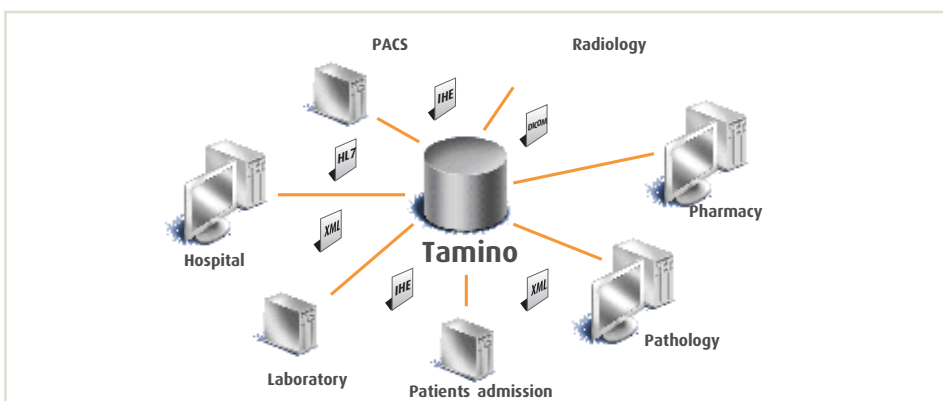 PACS
Radiology
IHE
DICOM
HL7
Pharmacy
XML
Hospital
Tamino
IHE
XML
Pathology
Laboratory
Patients admission